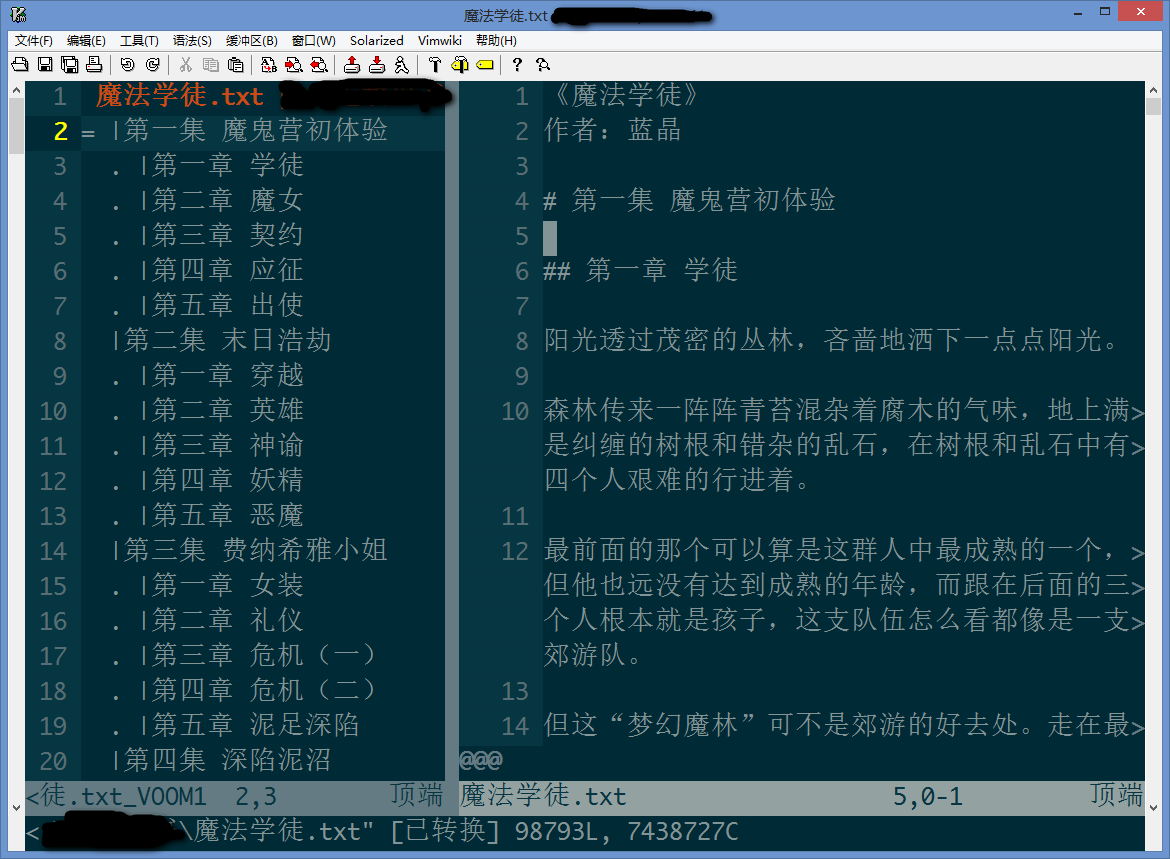 魔法学徒.txt
文件(F) 编辑(E) 工具(T) 语法(S) 缓冲区(B) 窗口(W) Solarized Vimwiki 帮助(H)
1 魔法学徒.txt
2 = |第一集 魔鬼营初体验
3 . |第一章 学徒
4 . |第二章 魔女
5 . |第三章 契约
6 . |第四章 应征
7 . |第五章 出使
8 |第二集 末日浩劫
9 . |第一章 穿越
10 . |第二章 英雄
11 . |第三章 神谕
12 . |第四章 妖精
13 . |第五章 恶魔
14 |第三集 费纳希雅小姐
15 . |第一章 女装
16 . |第二章 礼仪
17 . |第三章 危机（一）
18 . |第四章 危机（二）
19 . |第五章 泥足深陷
20 |第四集 深陷泥沼
<徒.txt_VOOM1 2,3 顶端
1 《魔法学徒》
2 作者：蓝晶
3
4 # 第一集 魔鬼营初体验
5
6 ## 第一章 学徒
7
8 阳光透过茂密的丛林，吝啬地洒下一点点阳光。
9
10 森林传来一阵阵青苔混杂着腐木的气味，地上满>
是纠缠的树根和错杂的乱石，在树根和乱石中有>
四个人艰难的行进着。
11
12 最前面的那个可以算是这群人中最成熟的一个，>
但他也远没有达到成熟的年龄，而跟在后面的三>
个人根本就是孩子，这支队伍怎么看都像是一支>
郊游队。
13
14 但这“梦幻魔林”可不是郊游的好去处。走在最>
@@@
魔法学徒.txt 5,0-1 顶端
<\魔法学徒.txt" [已转换] 98793L, 7438727C